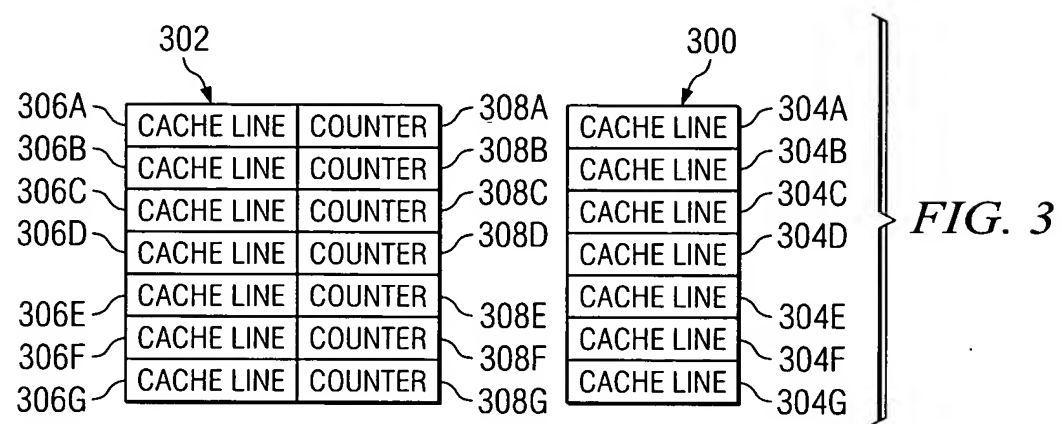 302 300
306A CACHE LINE COUNTER 308A CACHE LINE 304A
306B CACHE LINE COUNTER 308B CACHE LINE 304B
306C CACHE LINE COUNTER 308C CACHE LINE 304C
306D CACHE LINE COUNTER 308D CACHE LINE 304D
FIG. 3
306E CACHE LINE COUNTER 308E CACHE LINE 304E
306F CACHE LINE COUNTER 308F CACHE LINE 304F
306G CACHE LINE COUNTER 308G CACHE LINE 304G